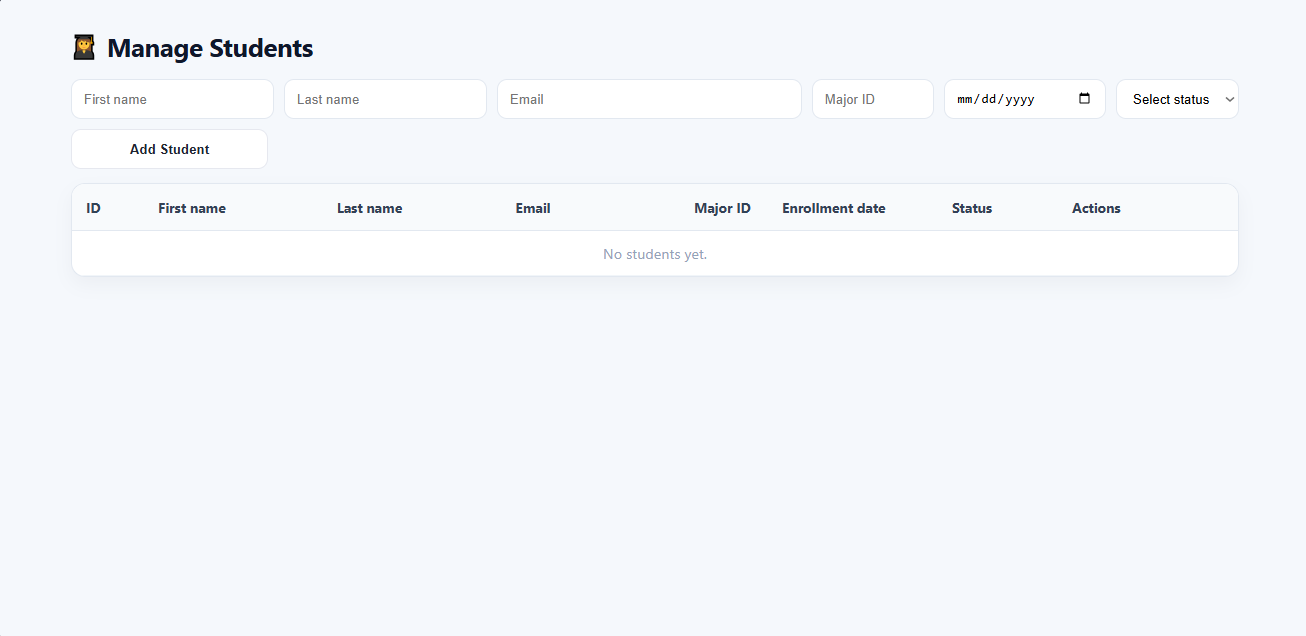 Manage Students
First name Last name Email Major ID mm/dd/yyyy Select status
Add Student
ID First name Last name Email Major ID Enrollment date Status Actions
No students yet.